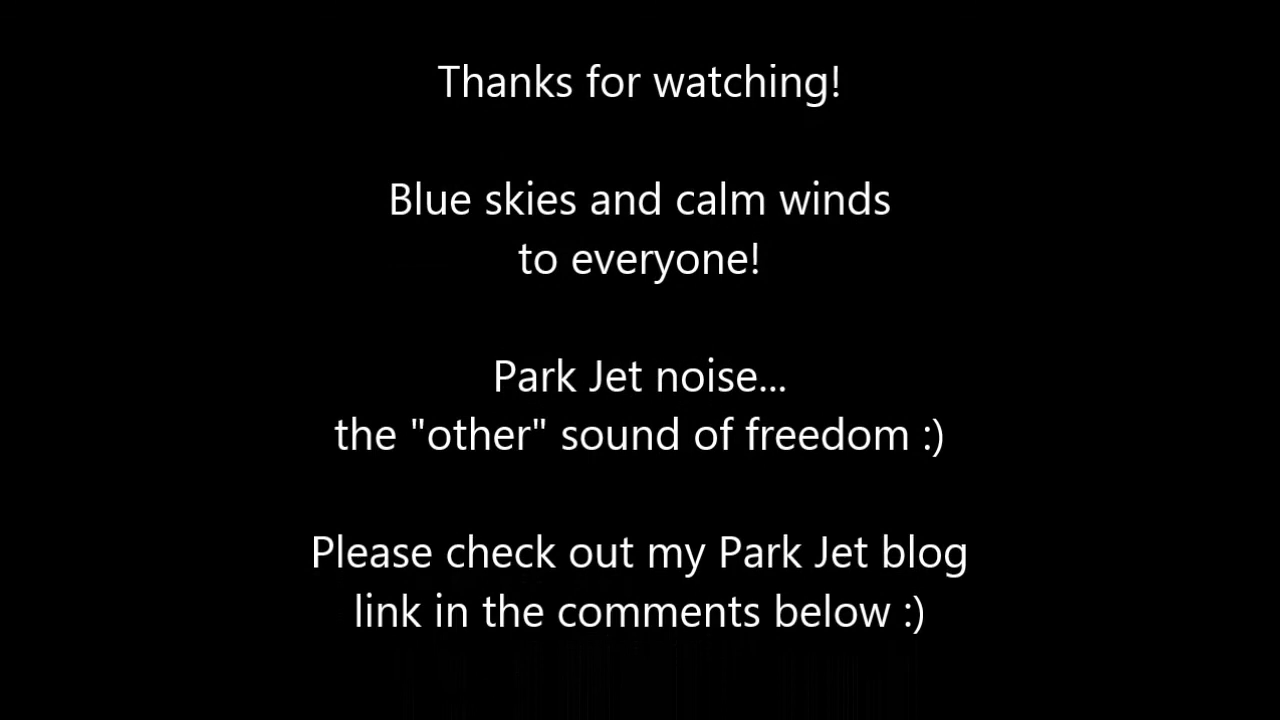 Thanks for watching!
Blue skies and calm winds
to everyone!
Park Jet noise...
the "other" sound of freedom :)
Please check out my Park Jet blog
link in the comments below :)